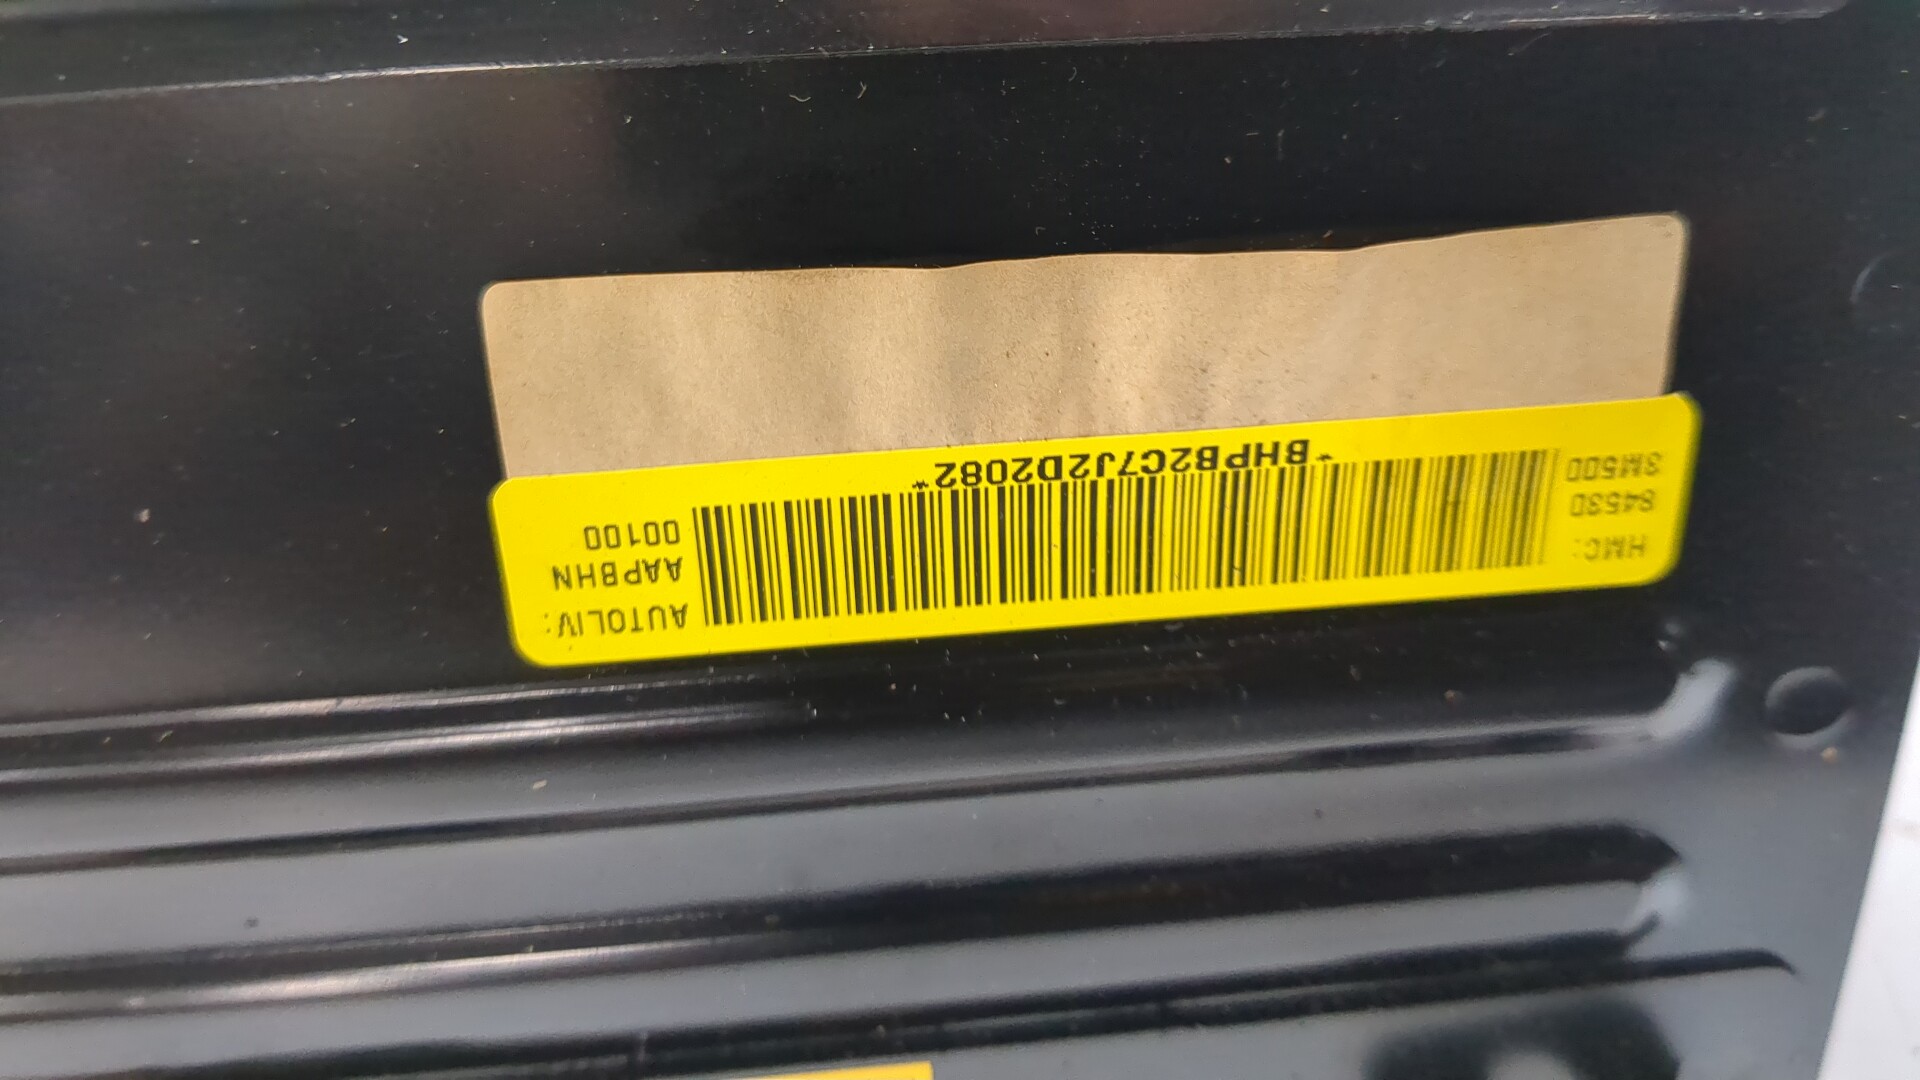 HMC:
84530
3M500
*BHPB2C7J2D2082*
AUTOLIV:
AAPBHN
00100